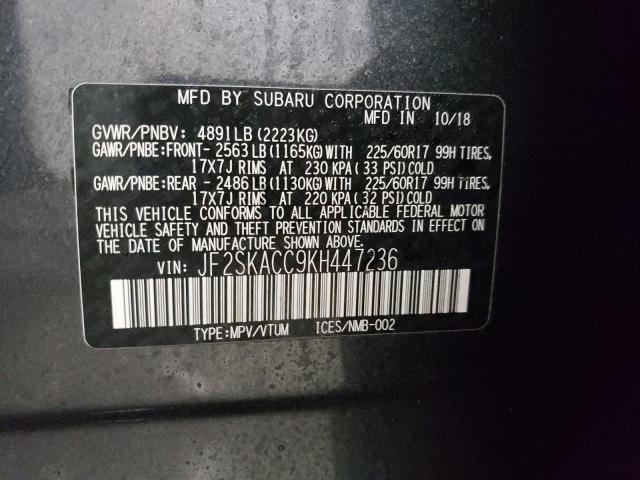 MFD BY SUBARU CORPORATION
MFD IN 10/18
GVWR/PNBV: 4891LB(2223KG)
GAWR/PNBE:FRONT- 2563LB(1165KG)WITH 225/60R17 99H TIRES,
17X7J RIMS AT 230 KPA(33 PSI)COLD
GAWR/PNBE:REAR - 2486LB(1130KG)WITH 225/60R17 99H TIRES,
17X7J RIMS AT 220 KPA(32 PSI)COLD
THIS VEHICLE CONFORMS TO ALL APPLICABLE FEDERAL MOTOR
VEHICLE SAFETY AND THEFT PREVENTION STANDARDS IN EFFECT ON
THE DATE OF MANUFACTURE SHOWN ABOVE.
VIN: JF2SKACC9KH447236
TYPE:MPV/VTUM ICES/NMB-002